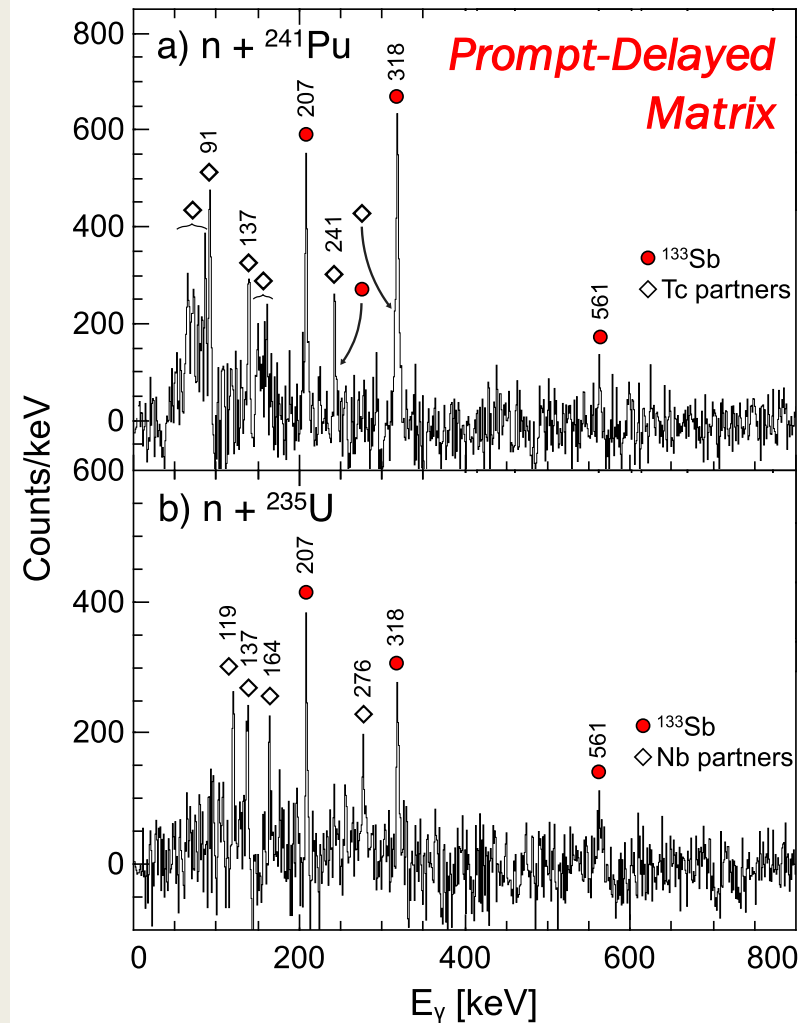 Counts/keV
800
600
400
200
0
a) n + ²⁴¹Pu
Prompt-Delayed
Matrix
91
137
207
241
318
561
¹³³Sb
Tc partners
600
400
200
0
b) n + ²³⁵U
119
137
164
207
276
318
561
¹³³Sb
Nb partners
0
200
400
600
800
Eγ [keV]